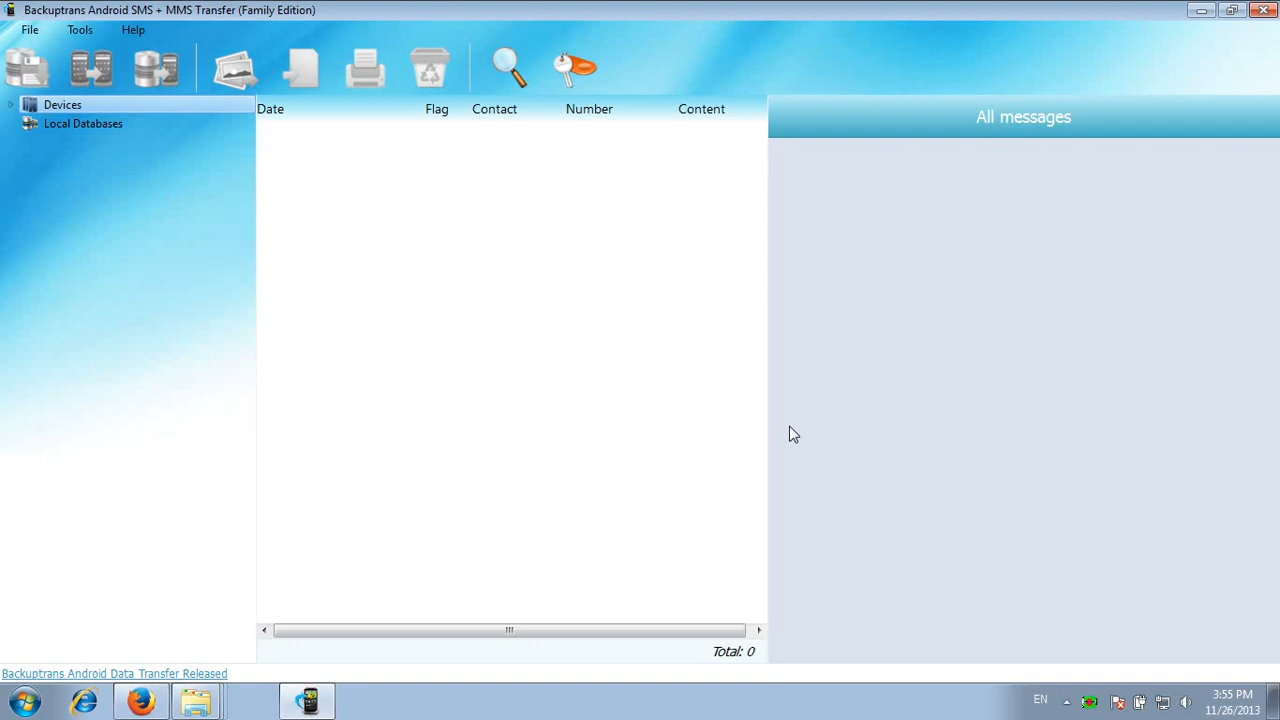 Backuptrans Android SMS + MMS Transfer (Family Edition)
File Tools Help
Devices
Local Databases
Date Flag Contact Number Content
All messages
Total: 0
Backuptrans Android Data Transfer Released
EN
3:55 PM
11/26/2013